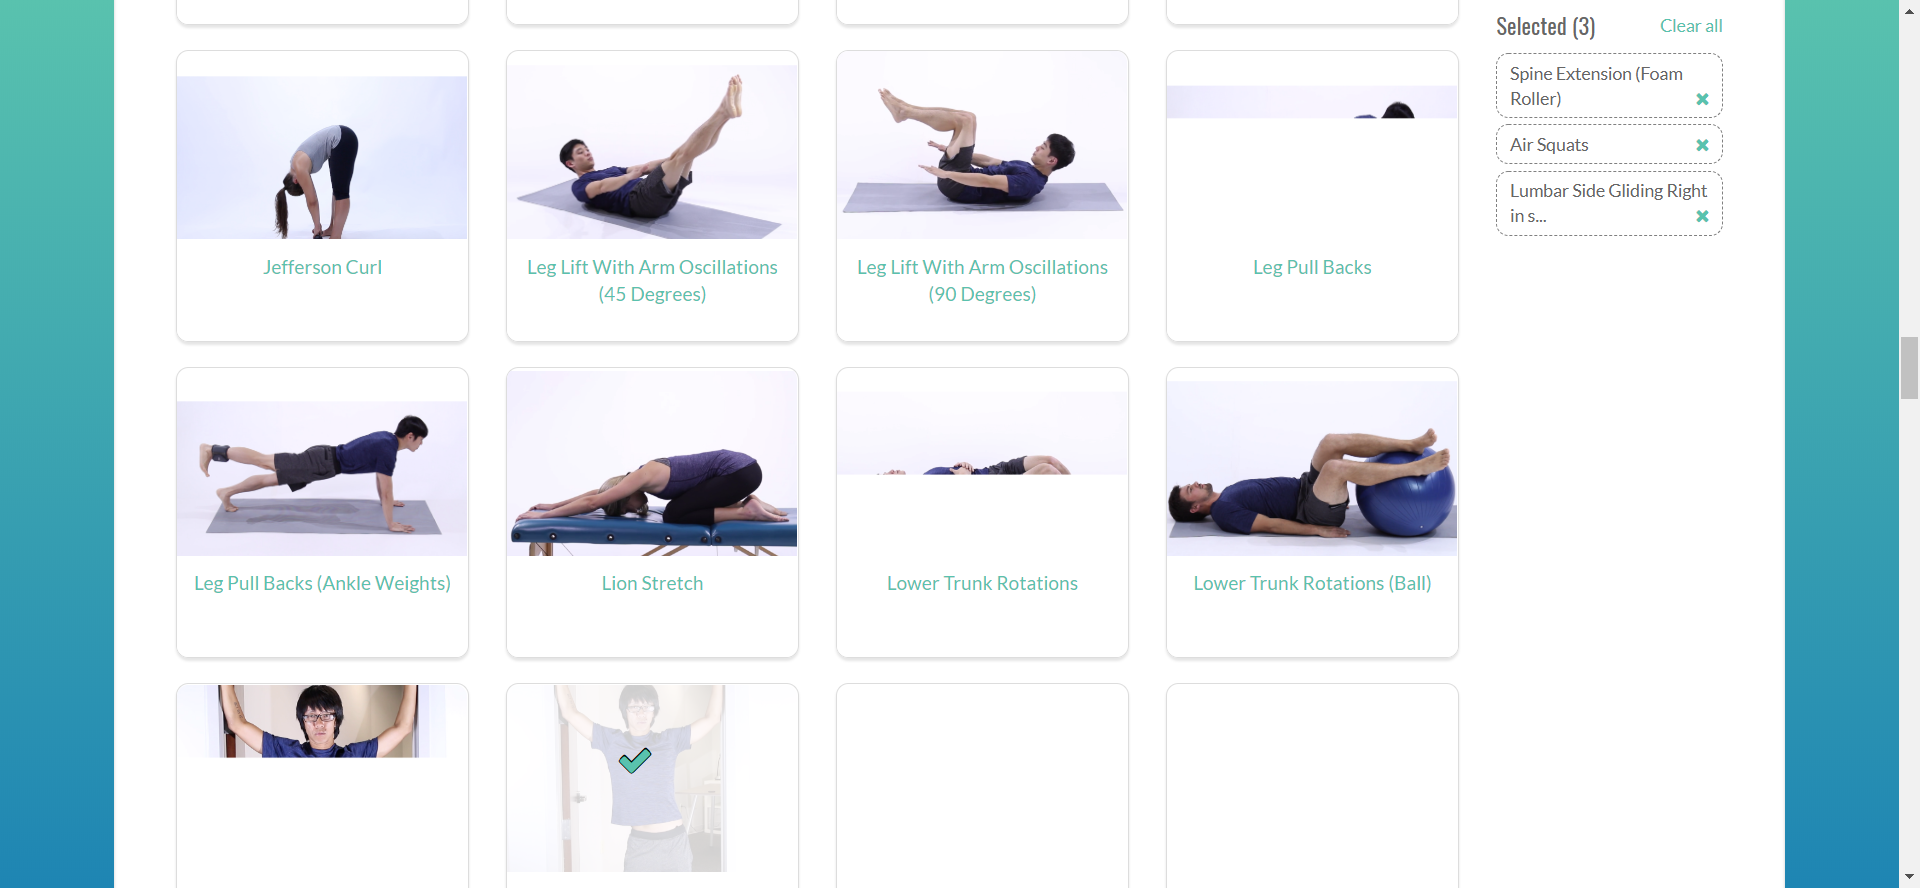 Selected (3)
Clear all
Spine Extension (Foam
Roller)
Air Squats
Lumbar Side Gliding Right
in s...
Jefferson Curl
Leg Lift With Arm Oscillations
(45 Degrees)
Leg Lift With Arm Oscillations
(90 Degrees)
Leg Pull Backs
Leg Pull Backs (Ankle Weights)
Lion Stretch
Lower Trunk Rotations
Lower Trunk Rotations (Ball)